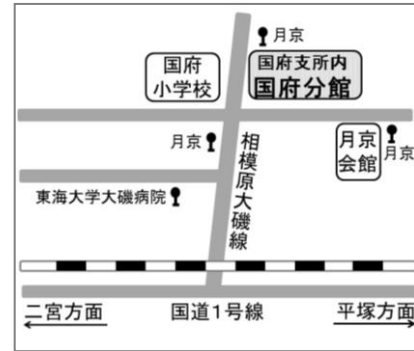 月京
国府
小学校
国府支所内
国府分館
月京
相模原大磯線
月京
会館
月京
東海大学大磯病院
二宮方面
国道1号線
平塚方面